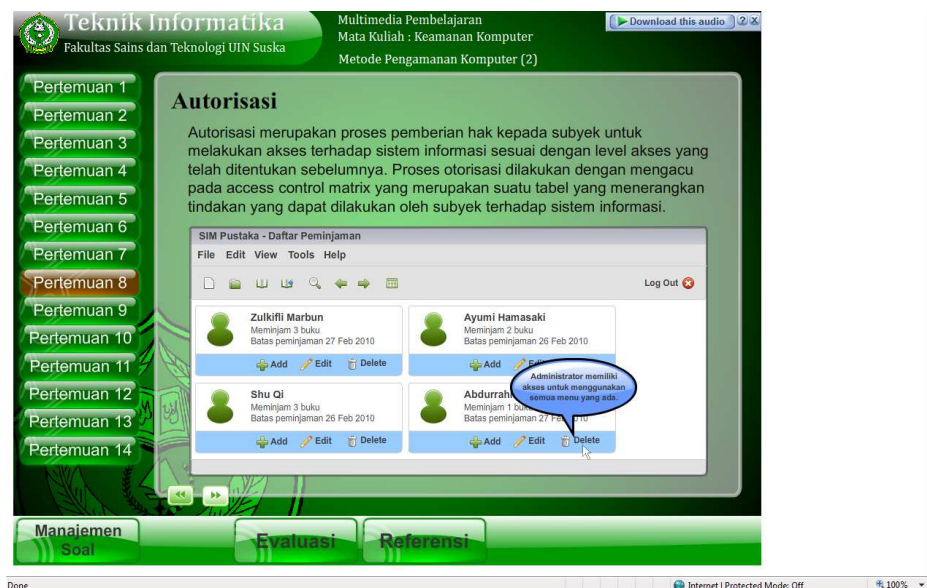 Teknik Informatika
Fakultas Sains dan Teknologi UIN Suska
Multimedia Pembelajaran
Mata Kuliah : Keamanan Komputer
Metode Pengamanan Komputer (2)
Download this audio
Pertemuan 1
Pertemuan 2
Pertemuan 3
Pertemuan 4
Pertemuan 5
Pertemuan 6
Pertemuan 7
Pertemuan 8
Pertemuan 9
Pertemuan 10
Pertemuan 11
Pertemuan 12
Pertemuan 13
Pertemuan 14
Autorisasi
Autorisasi merupakan proses pemberian hak kepada subyek untuk
melakukan akses terhadap sistem informasi sesuai dengan level akses yang
telah ditentukan sebelumnya. Proses otorisasi dilakukan dengan mengacu
pada access control matrix yang merupakan suatu tabel yang menerangkan
tindakan yang dapat dilakukan oleh subyek terhadap sistem informasi.
SIM Pustaka - Daftar Peminjaman
File Edit View Tools Help
Log Out
Zulkifli Marbun
Meminjam 3 buku
Batas peminjaman 27 Feb 2010
Add Edit Delete
Ayumi Hamasaki
Meminjam 2 buku
Batas peminjaman 26 Feb 2010
Add
Administrator memiliki
akses untuk menggunakan
semua menu yang ada.
Shu Qi
Meminjam 3 buku
Batas peminjaman 26 Feb 2010
Add Edit Delete
Meminjam 1
Batas peminjaman 27
Add Edit Delete
Manajemen
Soal
Evaluasi
Referensi
Done
Internet | Protected Mode: Off
100%